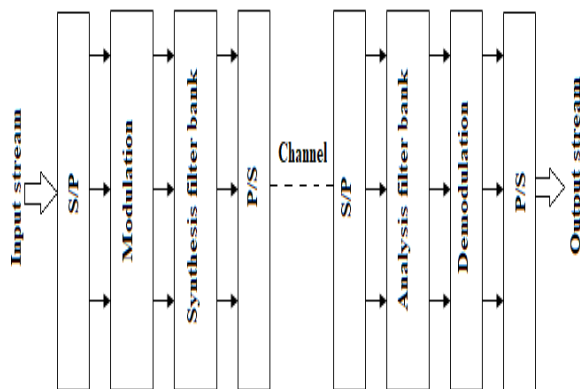 Input stream
S/P
Modulation
Synthesis filter bank
P/S
Channel
S/P
Analysis filter bank
Demodulation
P/S
Output stream